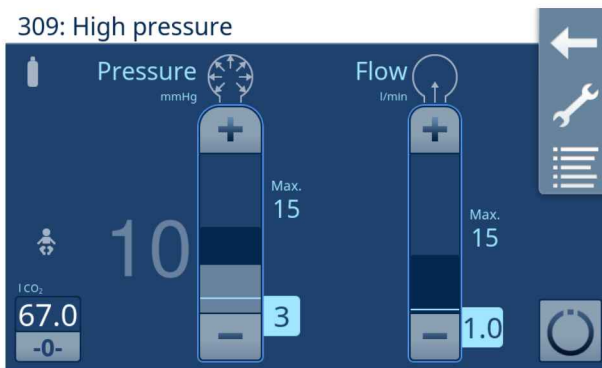 309: High pressure
Pressure
mmHg
Flow
l/min
+
+
Max.
15
Max.
15
10
I CO₂
67.0
-0-
3
−
1.0
−